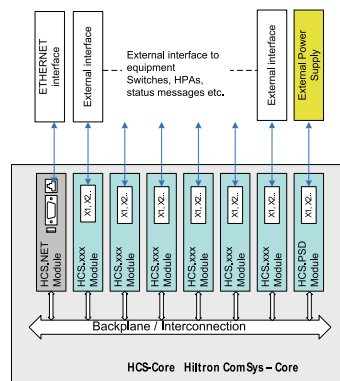 ETHERNET
interface
External interface
External interface to
equipment
Switches, HPAs,
status messages etc.
External interface
External Power
Supply
HCS.NET
Module
X1, X2..
HCS.xxx
Module
X1, X2..
HCS.xxx
Module
X1, X2..
HCS.xxx
Module
X1, X2..
HCS.xxx
Module
X1, X2..
HCS.xxx
Module
X1, X2..
HCS.xxx
Module
X1, X2..
HCS.PSD
Module
Backplane / Interconnection
HCS-Core Hiltron ComSys – Core